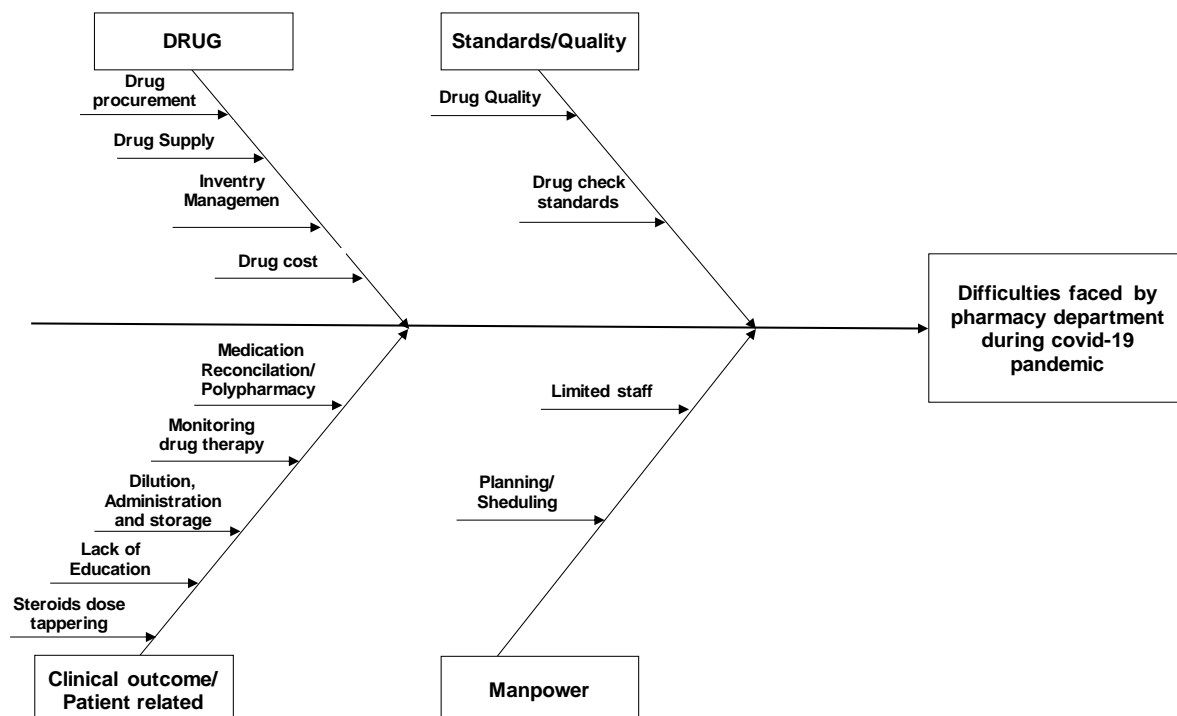 DRUG
Drug
procurement
Drug Supply
Inventry
Managemen
Drug cost
Standards/Quality
Drug Quality
Drug check
standards
Difficulties faced by
pharmacy department
during covid-19
pandemic
Medication
Reconcilation/
Polypharmacy
Monitoring
drug therapy
Dilution,
Administration
and storage
Lack of
Education
Steroids dose
tappering
Clinical outcome/
Patient related
Limited staff
Planning/
Sheduling
Manpower